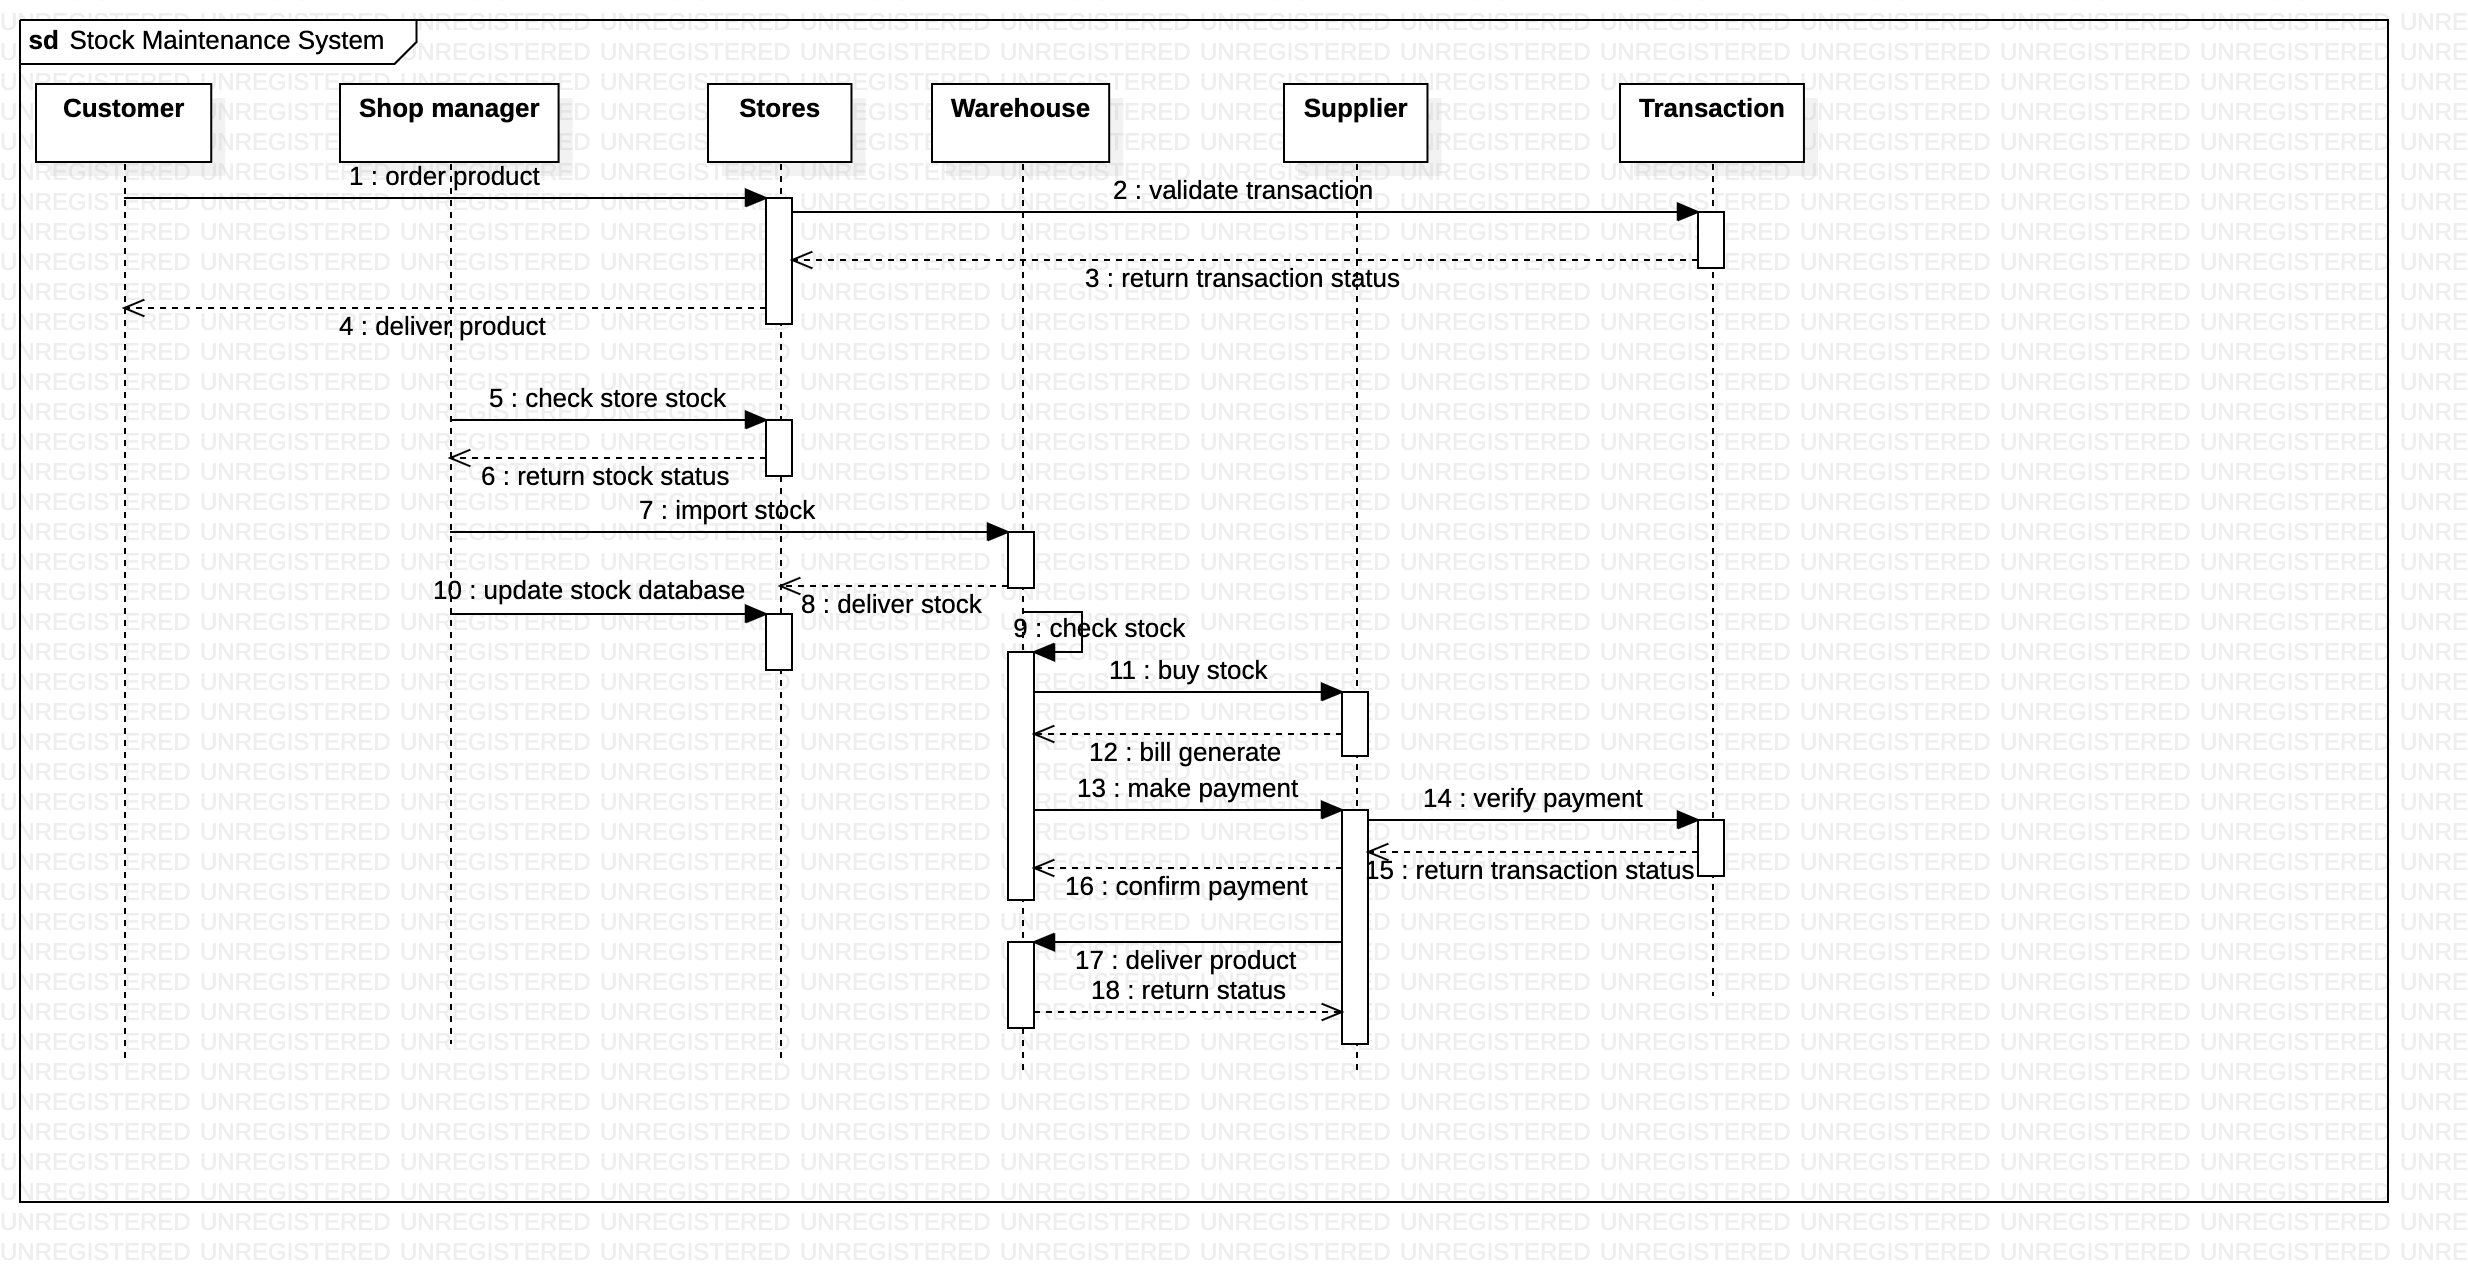 sd Stock Maintenance System
Customer
Shop manager
Stores
Warehouse
Supplier
Transaction
1 : order product
2 : validate transaction
3 : return transaction status
4 : deliver product
5 : check store stock
6 : return stock status
7 : import stock
10 : update stock database
8 : deliver stock
9 : check stock
11 : buy stock
12 : bill generate
13 : make payment
14 : verify payment
15 : return transaction status
16 : confirm payment
17 : deliver product
18 : return status
UNREGISTERED